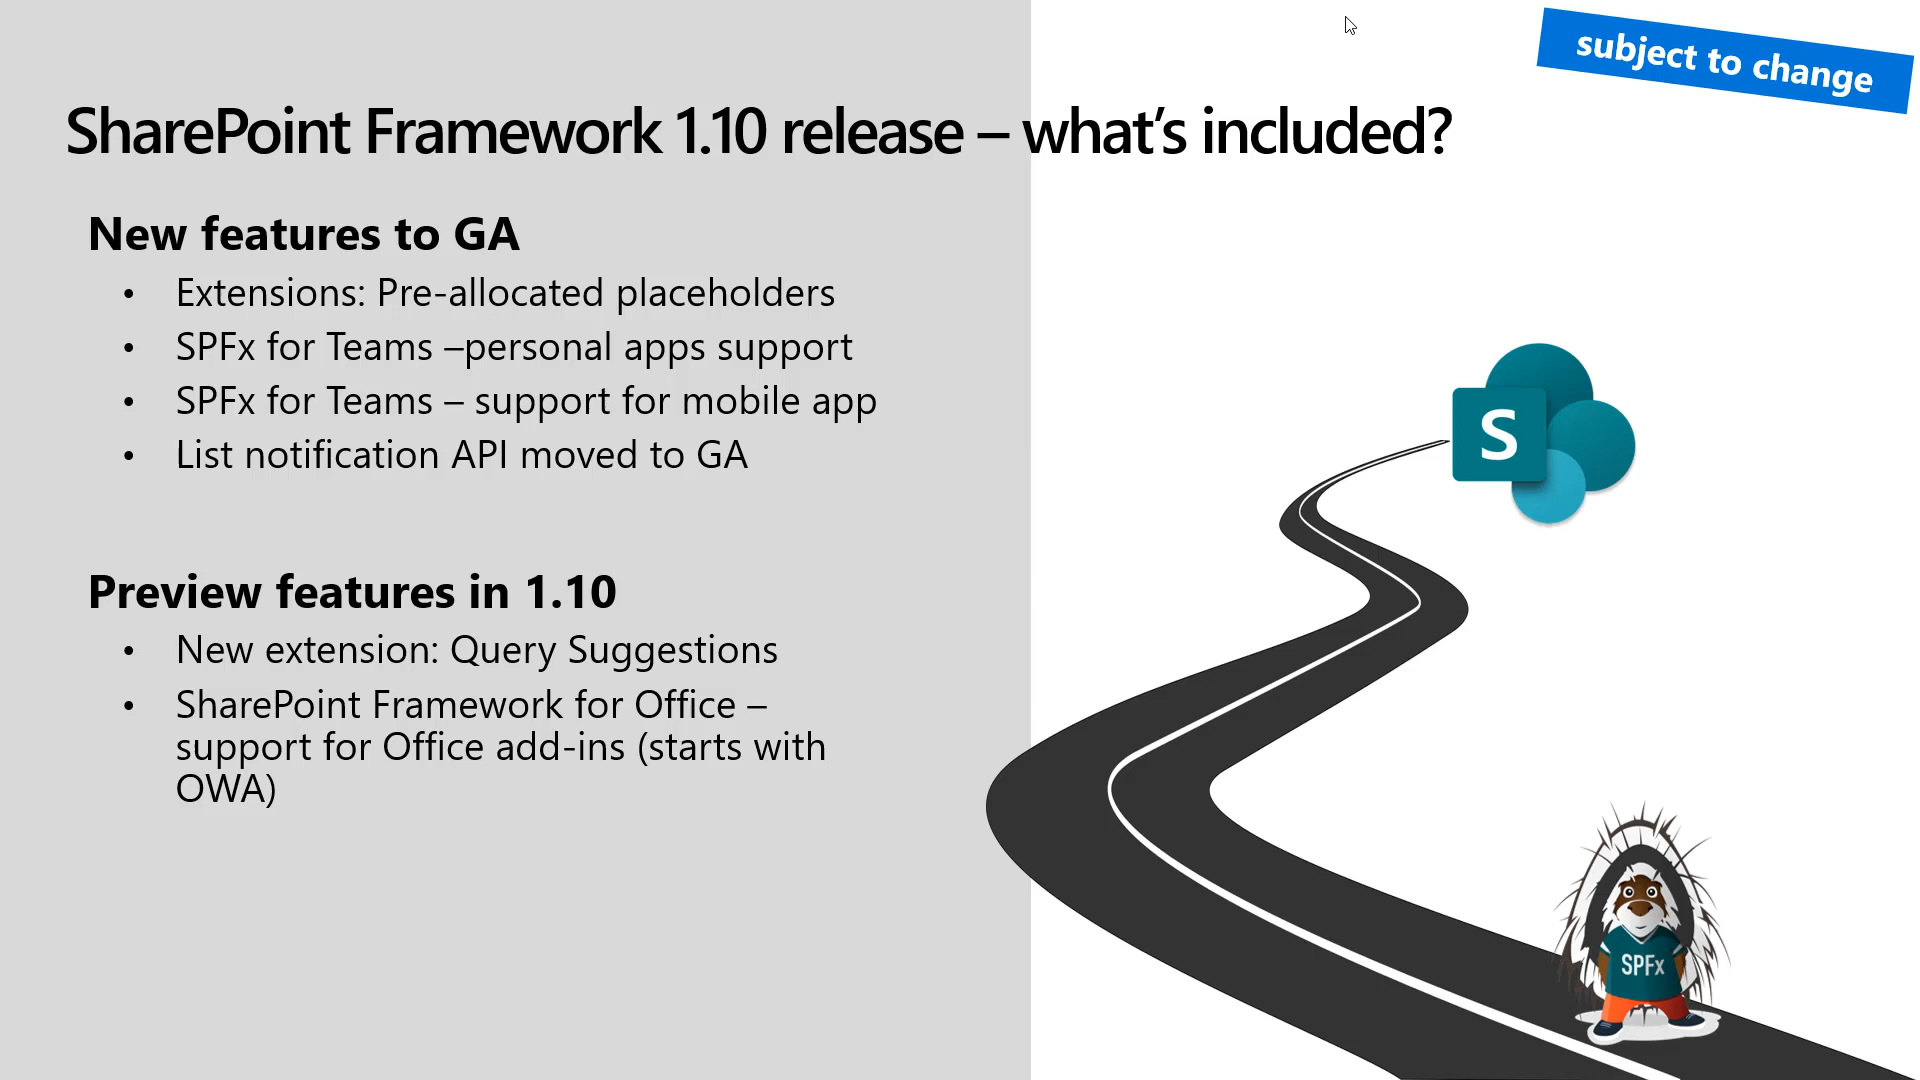 subject to change
SharePoint Framework 1.10 release – what’s included?
New features to GA
• Extensions: Pre-allocated placeholders
• SPFx for Teams –personal apps support
• SPFx for Teams – support for mobile app
• List notification API moved to GA
S
Preview features in 1.10
• New extension: Query Suggestions
• SharePoint Framework for Office –
support for Office add-ins (starts with
OWA)
SPFx